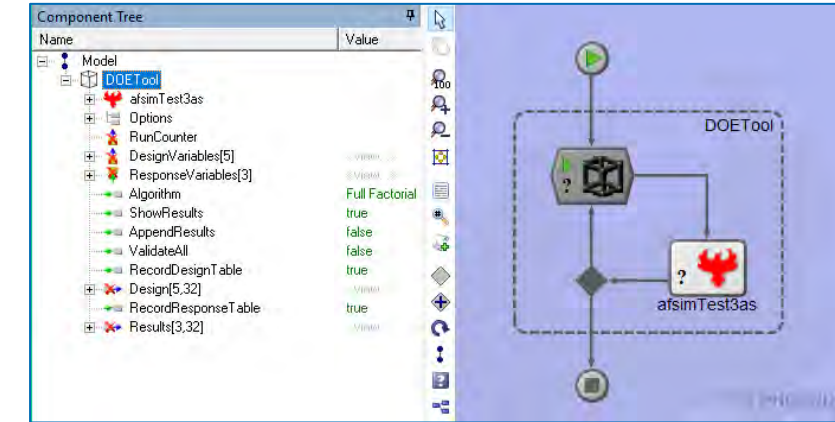 Component Tree
Name Value
Model
DOETool
afsimTest3as
Options
RunCounter
DesignVariables[5]
ResponseVariables[3]
Algorithm Full Factorial
ShowResults true
AppendResults false
ValidateAll false
RecordDesignTable true
Design[5,32]
RecordResponseTable true
Results[3,32]
100
DOETool
?
?
afsimTest3as
?